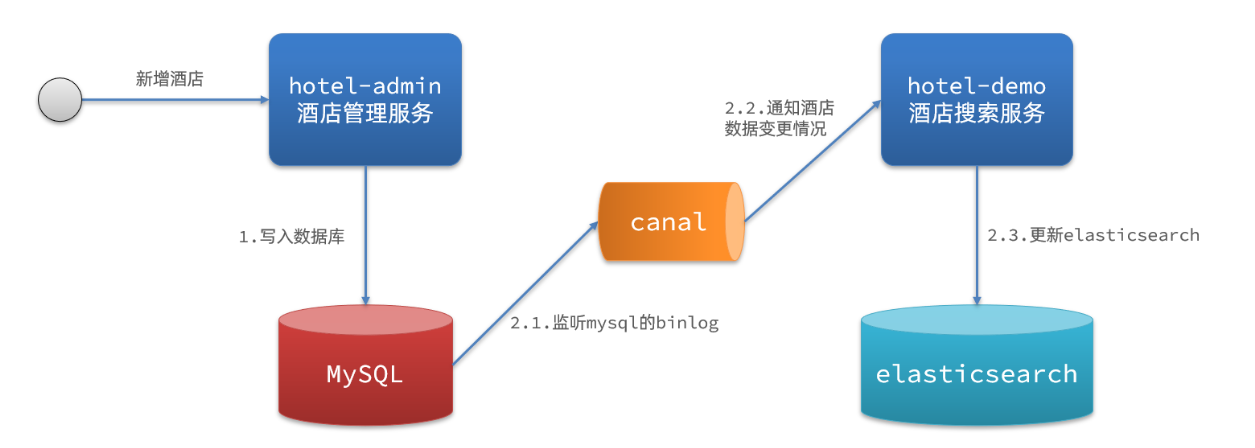 新增酒店
hotel-admin
酒店管理服务
1.写入数据库
MySQL
2.1.监听mysql的binlog
canal
2.2.通知酒店
数据变更情况
hotel-demo
酒店搜索服务
2.3.更新elasticsearch
elasticsearch